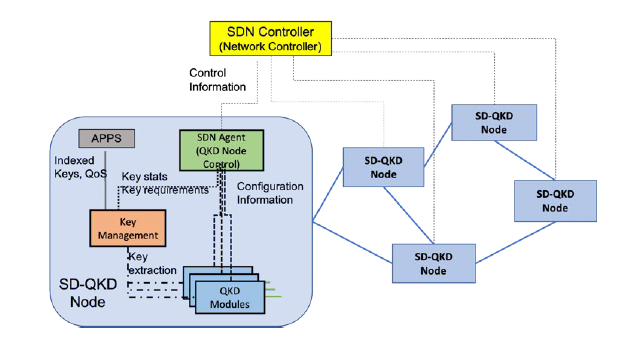 SDN Controller
(Network Controller)
Control
Information
APPS
SDN Agent
(QKD Node
Control)
Indexed
Keys, QoS
Key stats
Key requirements
Configuration
Information
Key
Management
Key
extraction
SD-QKD
Node
QKD
Modules
SD-QKD
Node
SD-QKD
Node
SD-QKD
Node
SD-QKD
Node